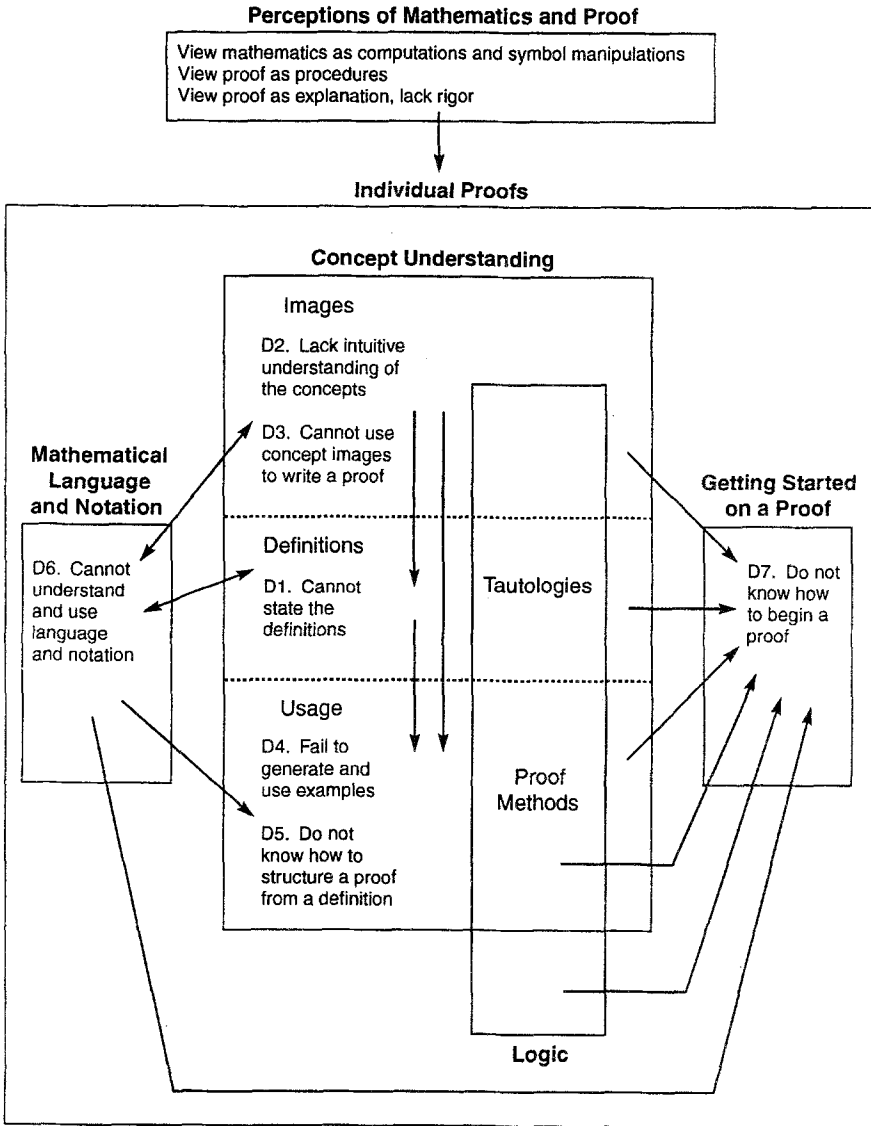 Perceptions of Mathematics and Proof
View mathematics as computations and symbol manipulations
View proof as procedures
View proof as explanation, lack rigor
Individual Proofs
Concept Understanding
Images
D2. Lack intuitive
understanding of
the concepts
D3. Cannot use
concept images
to write a proof
Mathematical
Language
and Notation
D6. Cannot
understand
and use
language
and notation
Definitions
D1. Cannot
state the
definitions
Usage
D4. Fail to
generate and
use examples
D5. Do not
know how to
structure a proof
from a definition
Tautologies
Proof
Methods
Logic
Getting Started
on a Proof
D7. Do not
know how
to begin a
proof